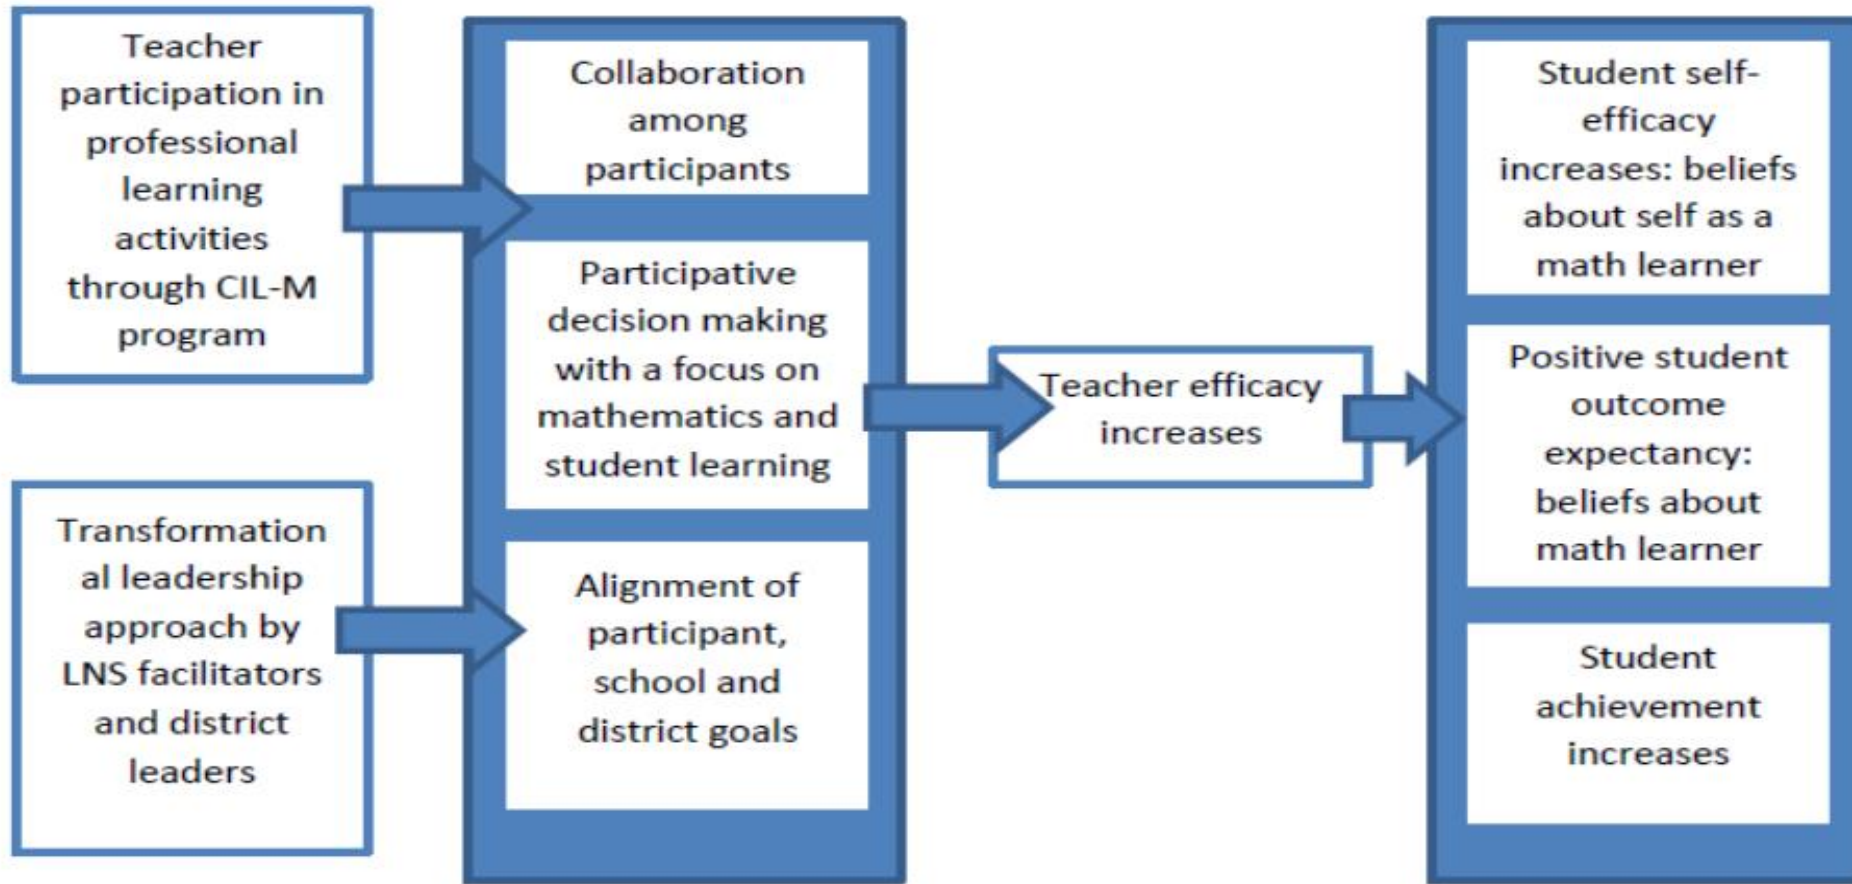 Teacher
participation in
professional
learning
activities
through CIL-M
program
Transformation
al leadership
approach by
LNS facilitators
and district
leaders
Collaboration
among
participants
Participative
decision making
with a focus on
mathematics and
student learning
Alignment of
participant,
school and
district goals
Teacher efficacy
increases
Student self-
efficacy
increases: beliefs
about self as a
math learner
Positive student
outcome
expectancy:
beliefs about
math learner
Student
achievement
increases